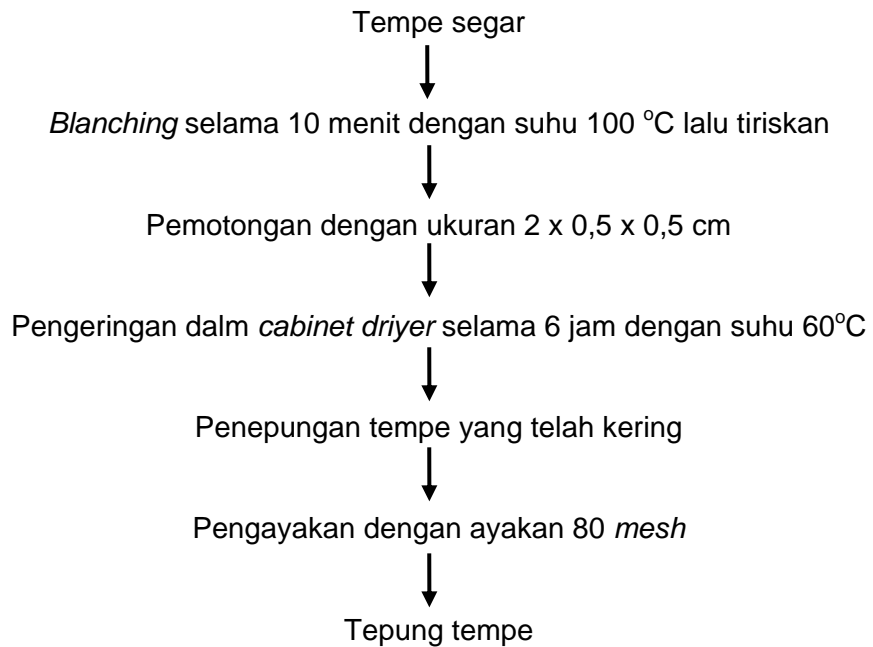 Tempe segar
Blanching selama 10 menit dengan suhu 100 °C lalu tiriskan
Pemotongan dengan ukuran 2 x 0,5 x 0,5 cm
Pengeringan dalm cabinet driyer selama 6 jam dengan suhu 60°C
Penepungan tempe yang telah kering
Pengayakan dengan ayakan 80 mesh
Tepung tempe